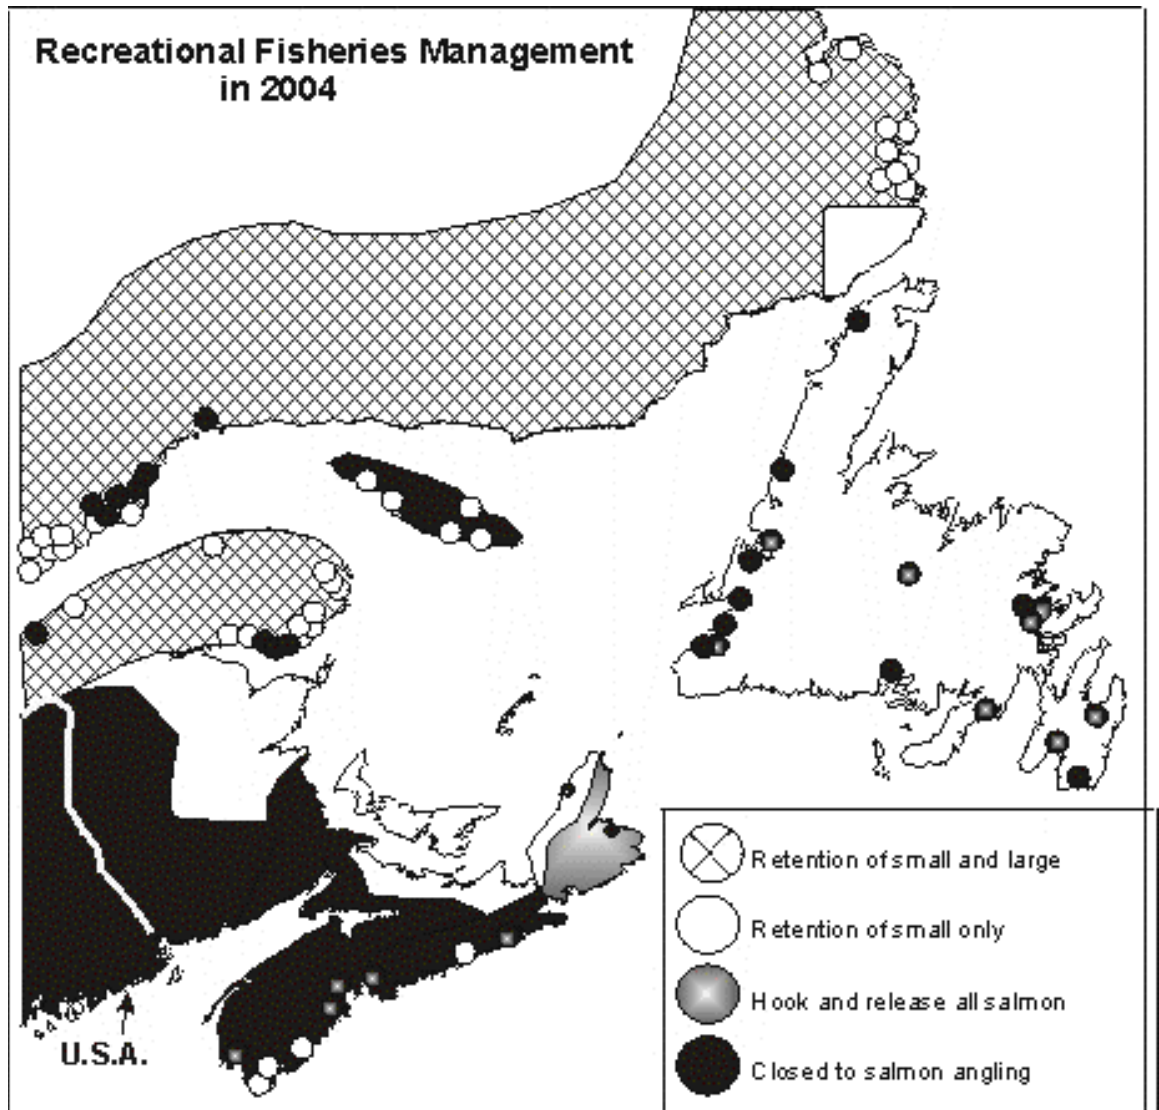 Recreational Fisheries Management
in 2004
U.S.A.
Retention of small and large
Retention of small only
Hook and release all salmon
Closed to salmon angling